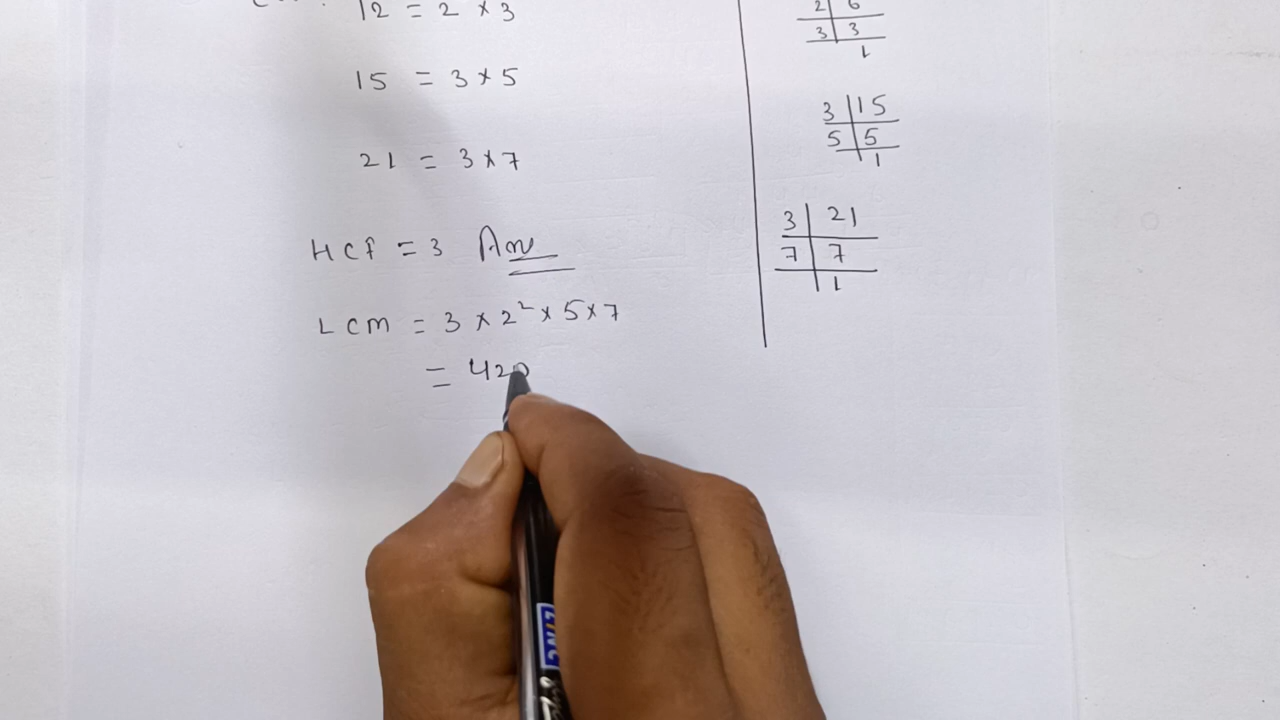 12 = 2 × 3
15 = 3 × 5
21 = 3 × 7
HCF = 3 Ans
LCM = 3 × 2² × 5 × 7
= 420
2 | 6
3 | 3
1
3 | 15
5 | 5
1
3 | 21
7 | 7
1